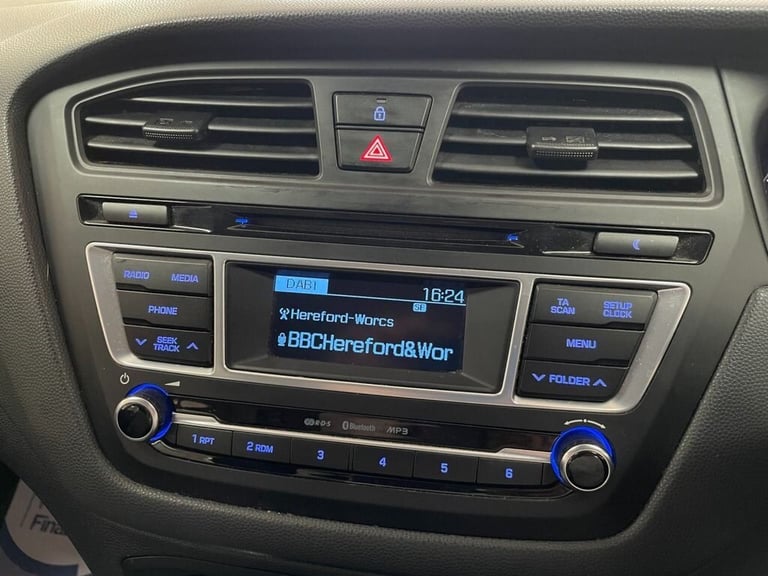 RADIO MEDIA
PHONE
SEEK
TRACK
DAB1
16:24
Hereford-Worcs
BBCHereford&Wor
TA
SCAN
SETUP
CLOCK
MENU
FOLDER
R·D·S Bluetooth MP3
1 RPT
2 RDM
3
4
5
6
Fina